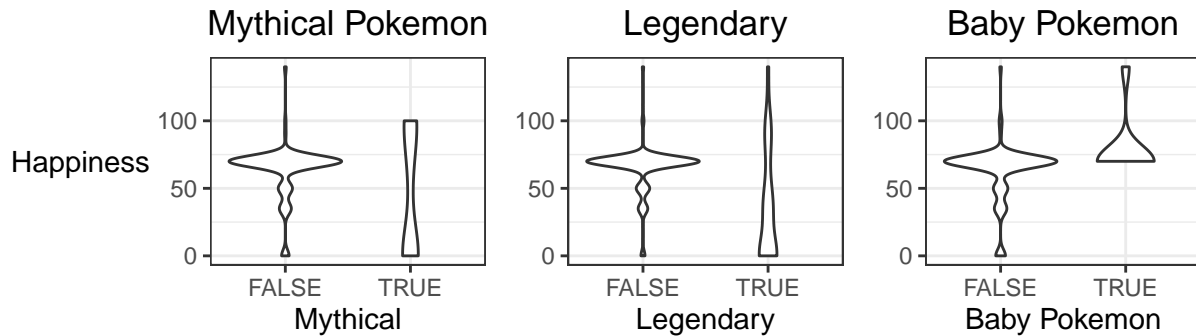 Mythical Pokemon
Legendary
Baby Pokemon
Happiness
100
50
0
FALSE
TRUE
Mythical
100
50
0
FALSE
TRUE
Legendary
100
50
0
FALSE
TRUE
Baby Pokemon